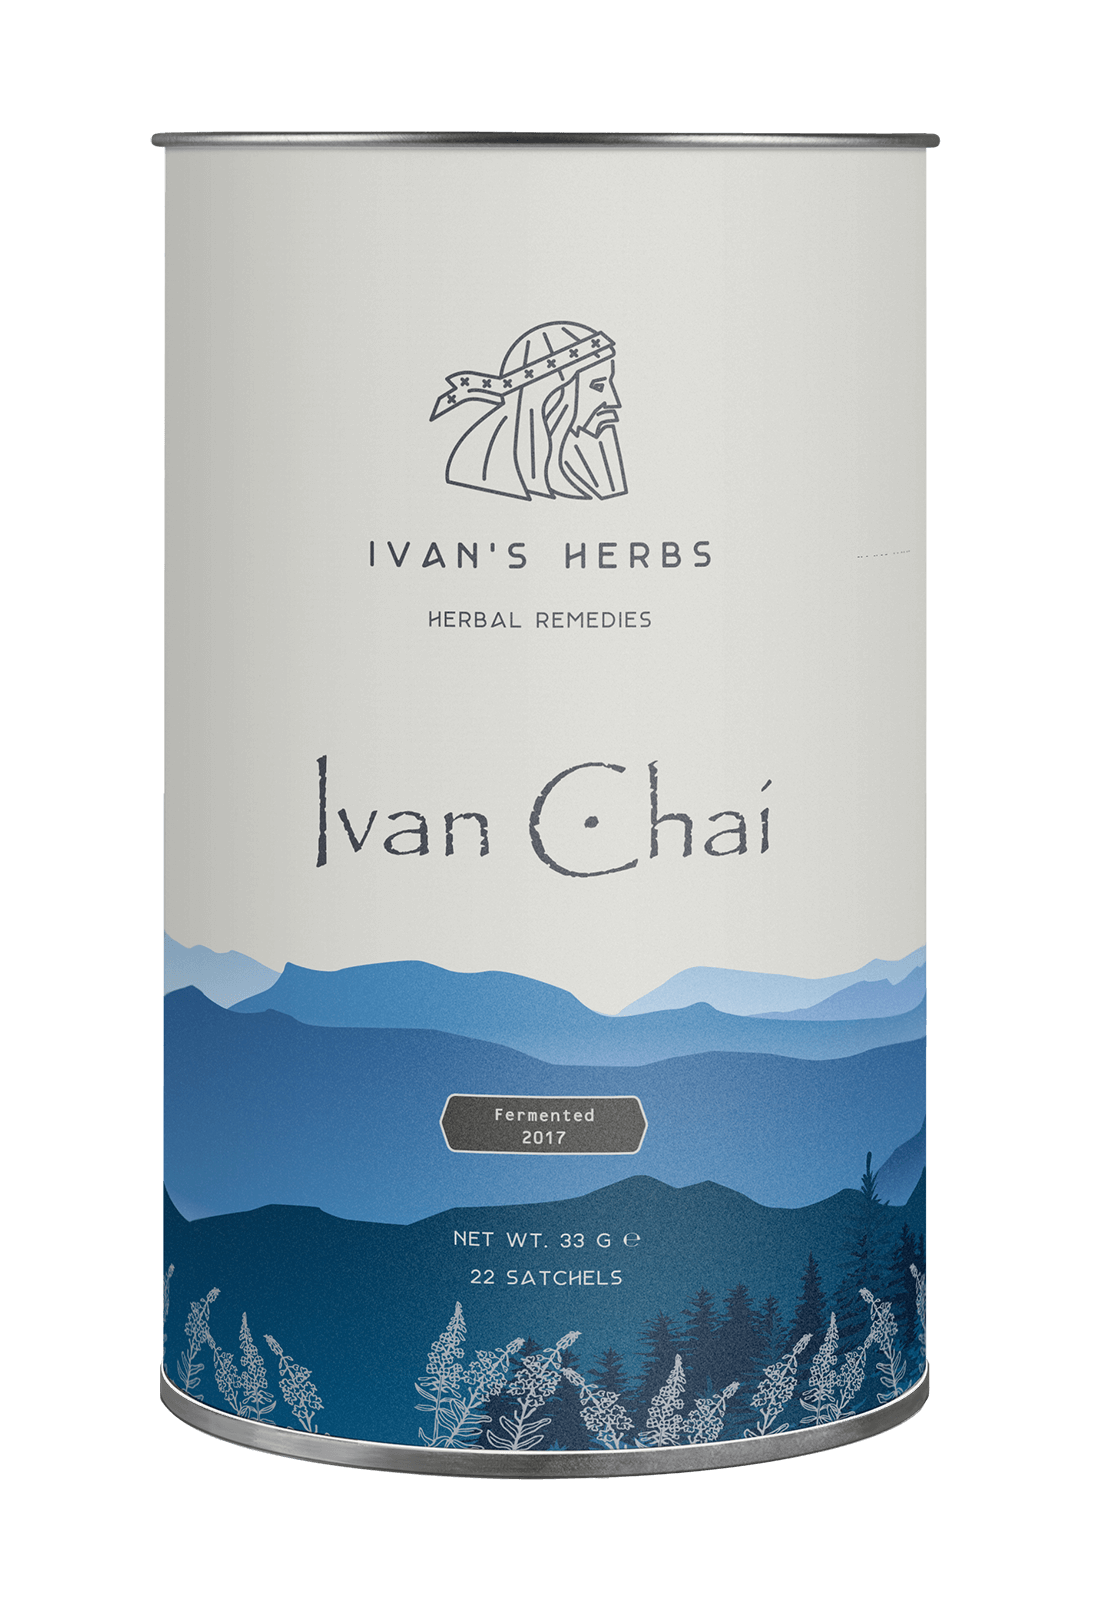 IVAN'S HERBS
HERBAL REMEDIES
Ivan Chai
Fermented
2017
NET WT. 33 G ℮
22 SATCHELS